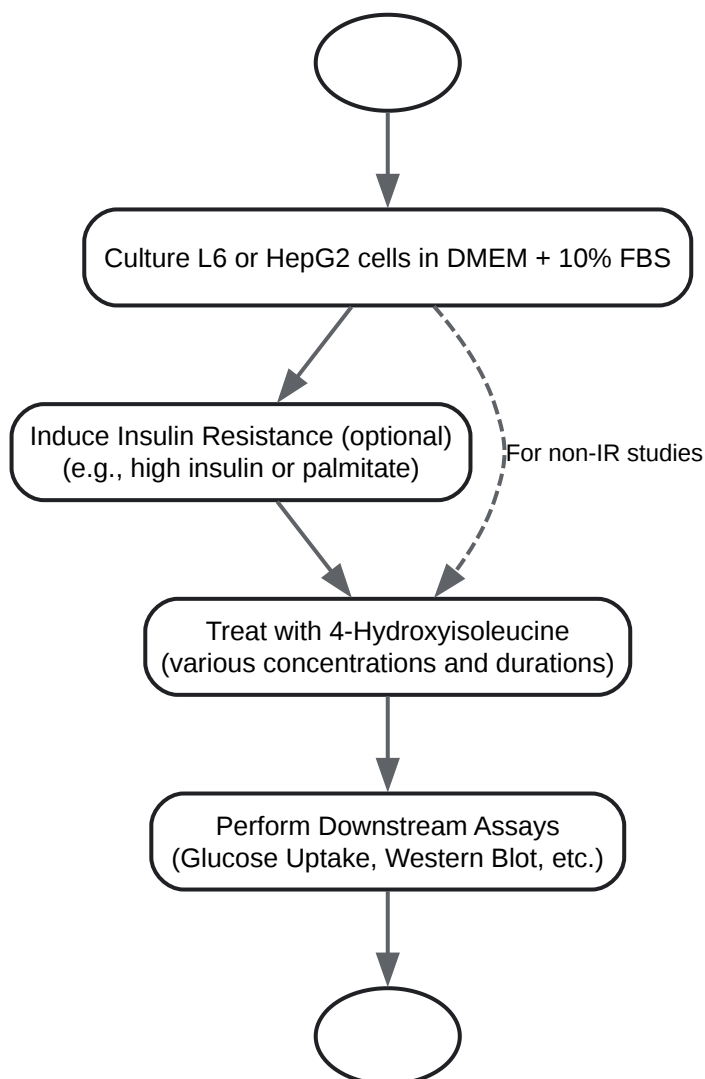 Culture L6 or HepG2 cells in DMEM + 10% FBS
Induce Insulin Resistance (optional)
(e.g., high insulin or palmitate)
For non-IR studies
Treat with 4-Hydroxyisoleucine
(various concentrations and durations)
Perform Downstream Assays
(Glucose Uptake, Western Blot, etc.)